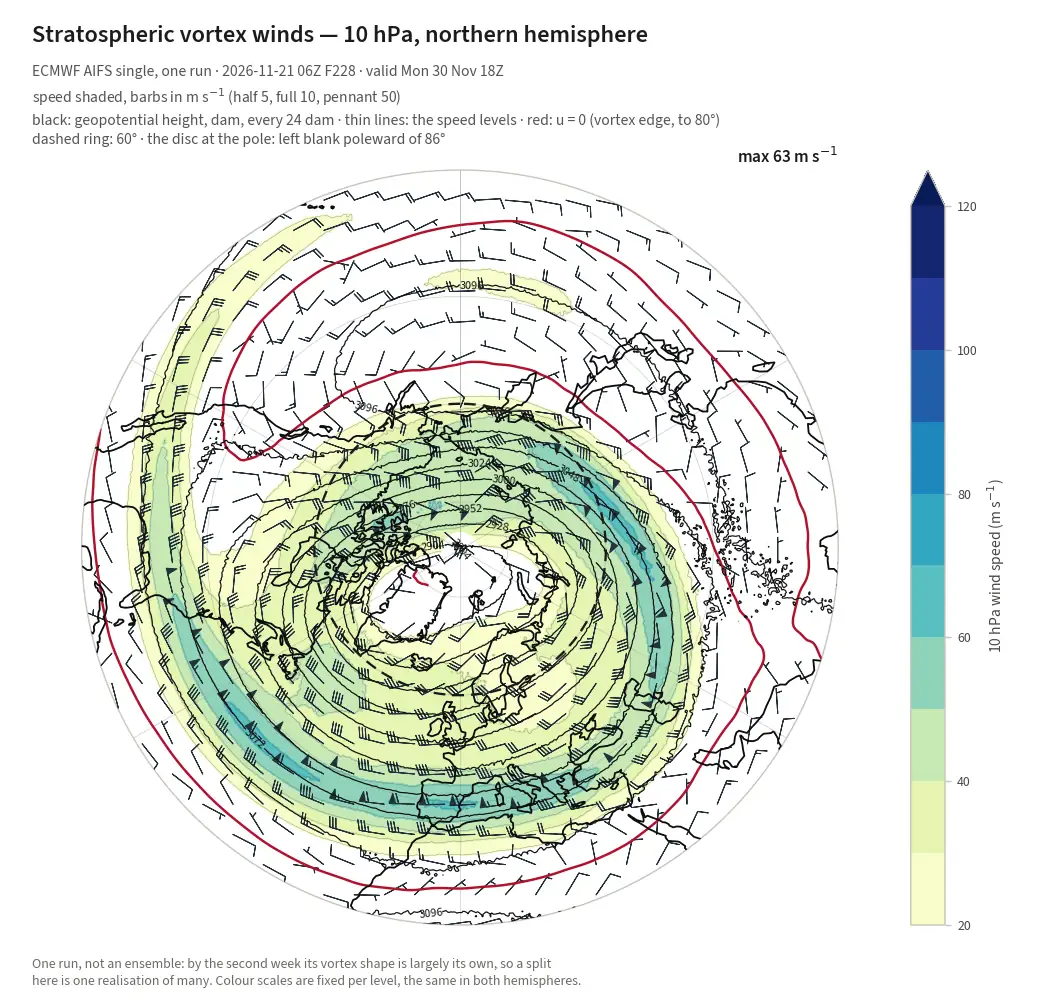 Stratospheric vortex winds — 10 hPa, northern hemisphere
ECMWF AIFS single, one run · 2026-11-21 06Z F228 · valid Mon 30 Nov 18Z
speed shaded, barbs in m s⁻¹ (half 5, full 10, pennant 50)
black: geopotential height, dam, every 24 dam · thin lines: the speed levels · red: u = 0 (vortex edge, to 80°)
dashed ring: 60° · the disc at the pole: left blank poleward of 86°
max 63 m s⁻¹
120
100
80
60
40
20
10 hPa wind speed (m s⁻¹)
3096
3096
3024
3000
2952
2928
3072
3096
One run, not an ensemble: by the second week its vortex shape is largely its own, so a split
here is one realisation of many. Colour scales are fixed per level, the same in both hemispheres.